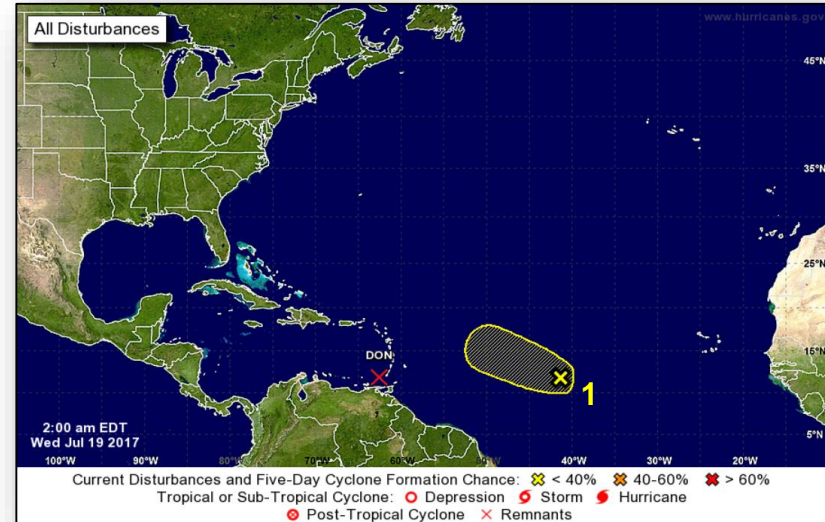 All Disturbances
www.hurricanes.gov
45°N
35°N
25°N
15°N
DON
1
5°N
2:00 am EDT
Wed Jul 19 2017
100°W 90°W 80°W 70°W 60°W 50°W 40°W 30°W 20°W
Current Disturbances and Five-Day Cyclone Formation Chance: < 40% 40-60% > 60%
Tropical or Sub-Tropical Cyclone: Depression Storm Hurricane
Post-Tropical Cyclone Remnants